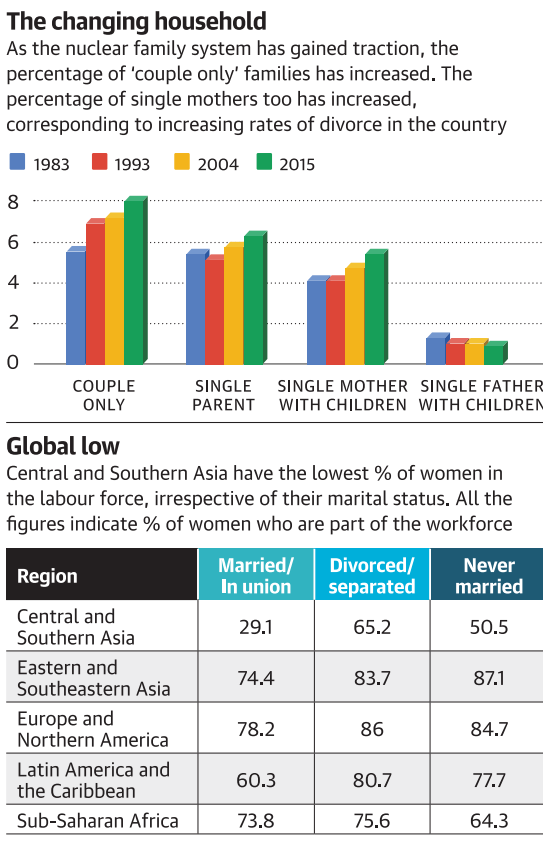 The changing household
As the nuclear family system has gained traction, the
percentage of ‘couple only’ families has increased. The
percentage of single mothers too has increased,
corresponding to increasing rates of divorce in the country
1983 1993 2004 2015
8
6
4
2
0
COUPLE
ONLY
SINGLE
PARENT
SINGLE MOTHER
WITH CHILDREN
SINGLE FATHER
WITH CHILDREN
Global low
Central and Southern Asia have the lowest % of women in
the labour force, irrespective of their marital status. All the
figures indicate % of women who are part of the workforce
Region
Married/
In union
Divorced/
separated
Never
married
Central and
Southern Asia
29.1 65.2 50.5
Eastern and
Southeastern Asia
74.4 83.7 87.1
Europe and
Northern America
78.2 86 84.7
Latin America and
the Caribbean
60.3 80.7 77.7
Sub-Saharan Africa 73.8 75.6 64.3